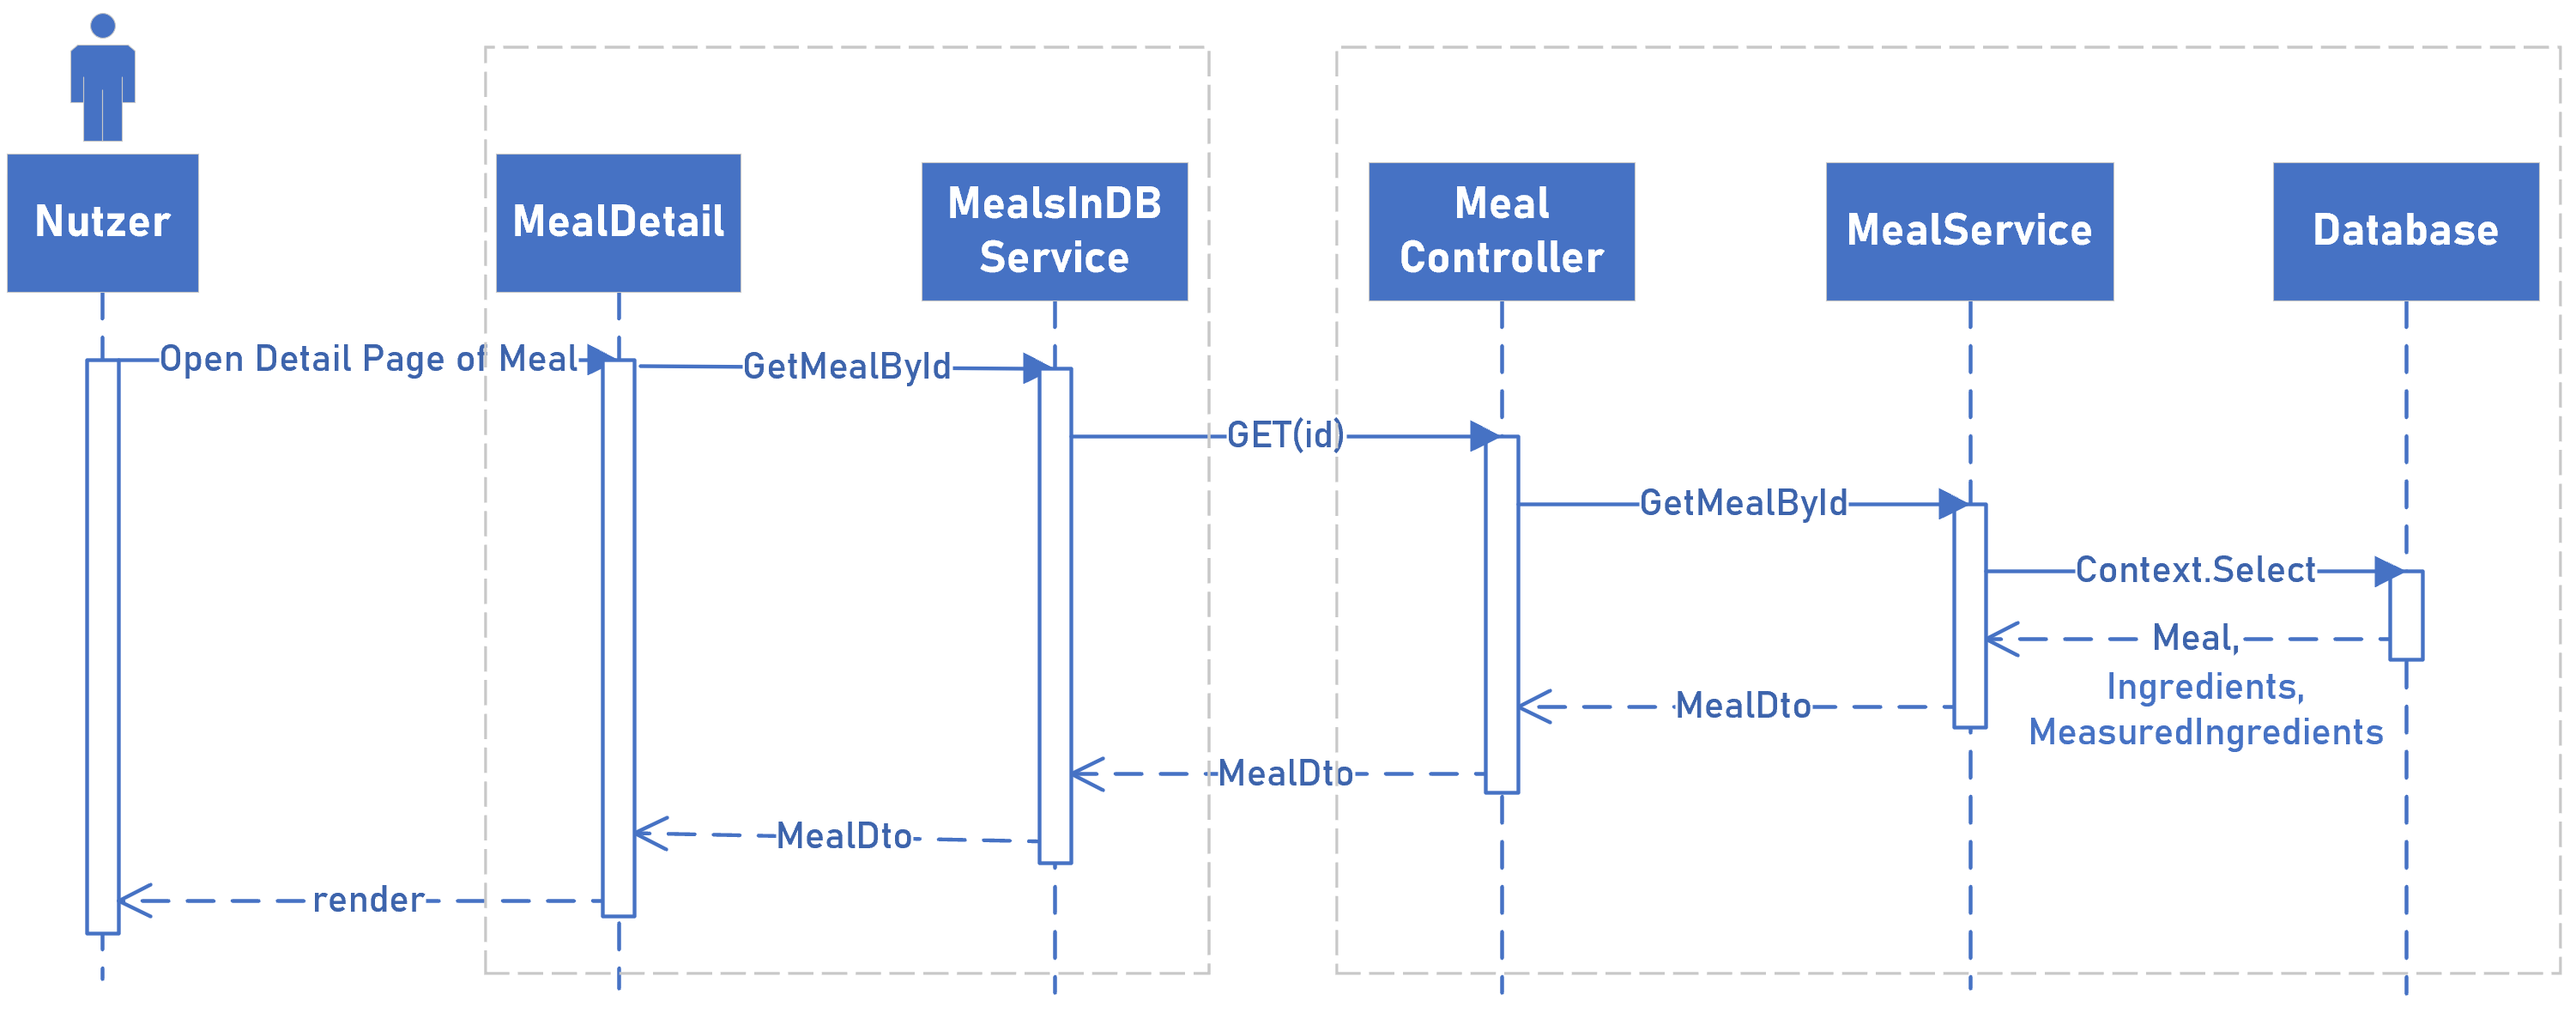 Nutzer
MealDetail
MealsInDB
Service
Meal
Controller
MealService
Database
Open Detail Page of Meal
GetMealById
GET(id)
GetMealById
Context.Select
Meal,
Ingredients,
MeasuredIngredients
MealDto
MealDto
MealDto
render